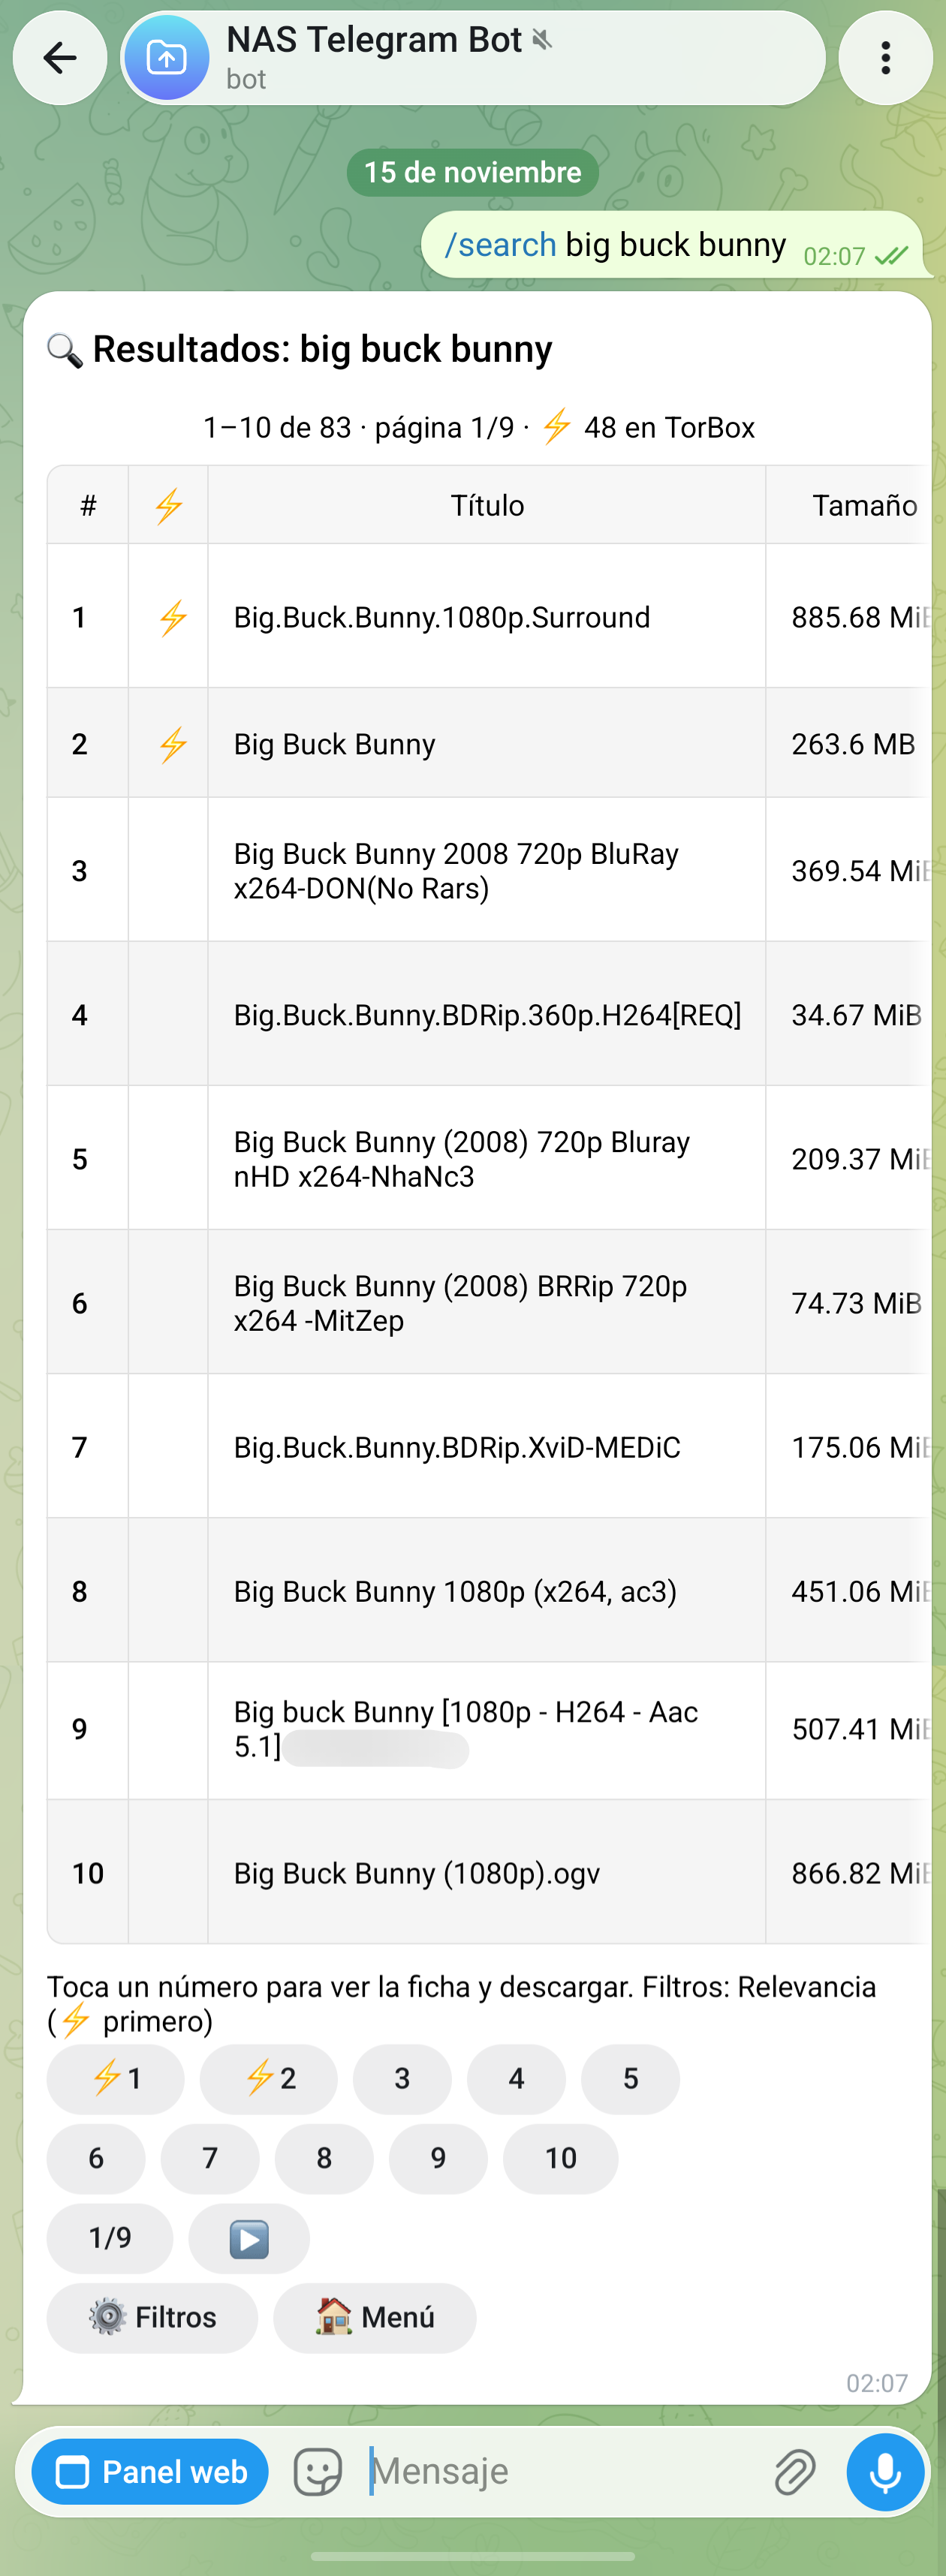 NAS Telegram Bot
bot
15 de noviembre
/search big buck bunny 02:07
Resultados: big buck bunny
1–10 de 83 · página 1/9 · ⚡ 48 en TorBox
# ⚡ Título Tamaño
1 ⚡ Big.Buck.Bunny.1080p.Surround 885.68 MiB
2 ⚡ Big Buck Bunny 263.6 MB
3 Big Buck Bunny 2008 720p BluRay 369.54 MiB
x264-DON(No Rars)
4 Big.Buck.Bunny.BDRip.360p.H264[REQ] 34.67 MiB
5 Big Buck Bunny (2008) 720p Bluray 209.37 MiB
nHD x264-NhaNc3
6 Big Buck Bunny (2008) BRRip 720p 74.73 MiB
x264 -MitZep
7 Big.Buck.Bunny.BDRip.XviD-MEDiC 175.06 MiB
8 Big Buck Bunny 1080p (x264, ac3) 451.06 MiB
9 Big buck Bunny [1080p - H264 - Aac 507.41 MiB
5.1]
10 Big Buck Bunny (1080p).ogv 866.82 MiB
Toca un número para ver la ficha y descargar. Filtros: Relevancia
(⚡ primero)
⚡1 ⚡2 3 4 5
6 7 8 9 10
1/9
Filtros Menú
02:07
Panel web Mensaje